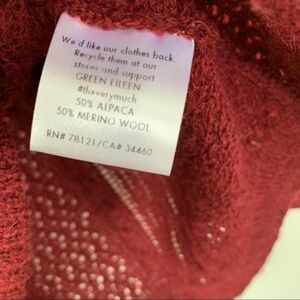 We'd like our clothes back.
Recycle them at our
stores and support
GREEN EILEEN
#thxverymuch
50% ALPACA
50% MERINO WOOL
RN# 78121/CA# 34460